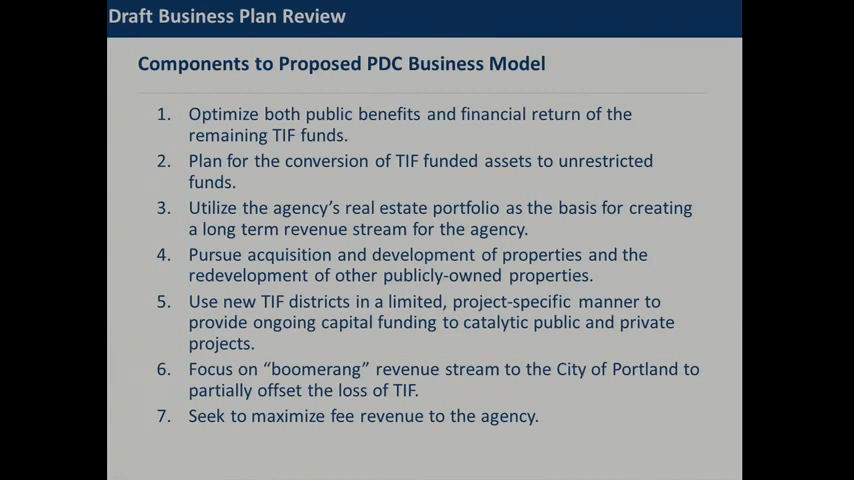 Draft Business Plan Review
Components to Proposed PDC Business Model
1. Optimize both public benefits and financial return of the
remaining TIF funds.
2. Plan for the conversion of TIF funded assets to unrestricted
funds.
3. Utilize the agency's real estate portfolio as the basis for creating
a long term revenue stream for the agency.
4. Pursue acquisition and development of properties and the
redevelopment of other publicly-owned properties.
5. Use new TIF districts in a limited, project-specific manner to
provide ongoing capital funding to catalytic public and private
projects.
6. Focus on “boomerang” revenue stream to the City of Portland to
partially offset the loss of TIF.
7. Seek to maximize fee revenue to the agency.